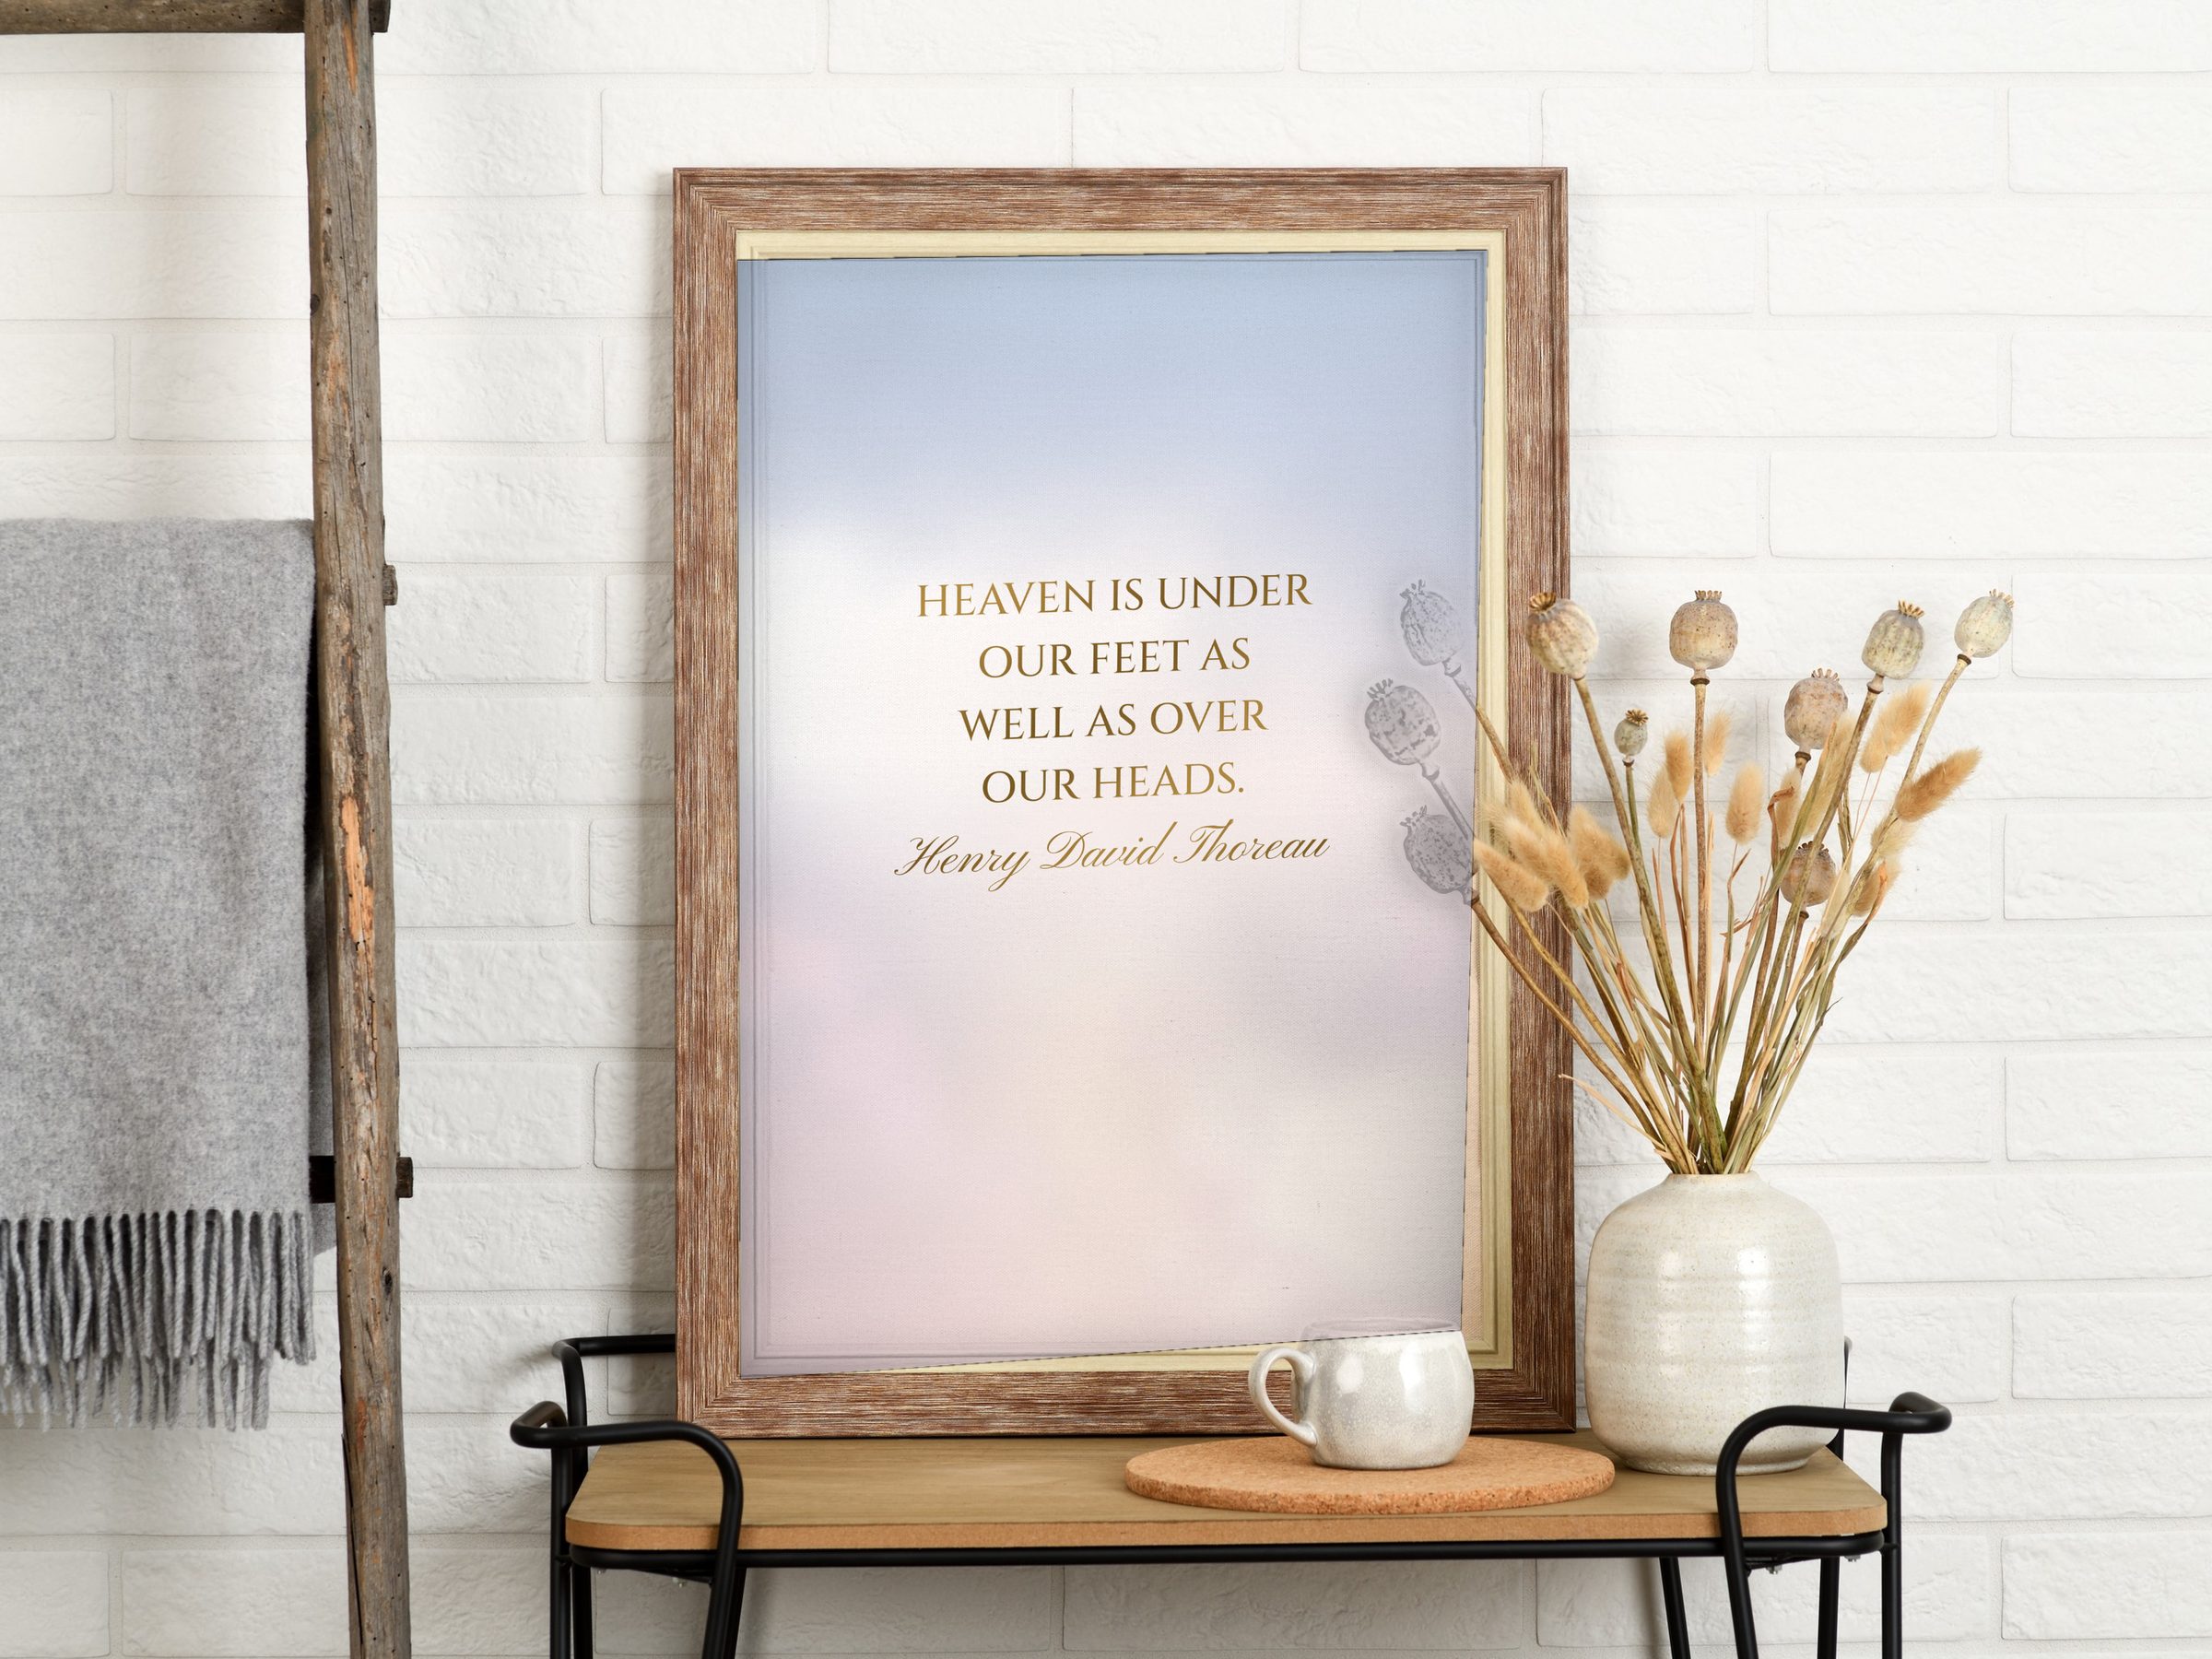 HEAVEN IS UNDER
OUR FEET AS
WELL AS OVER
OUR HEADS.
Henry David Thoreau